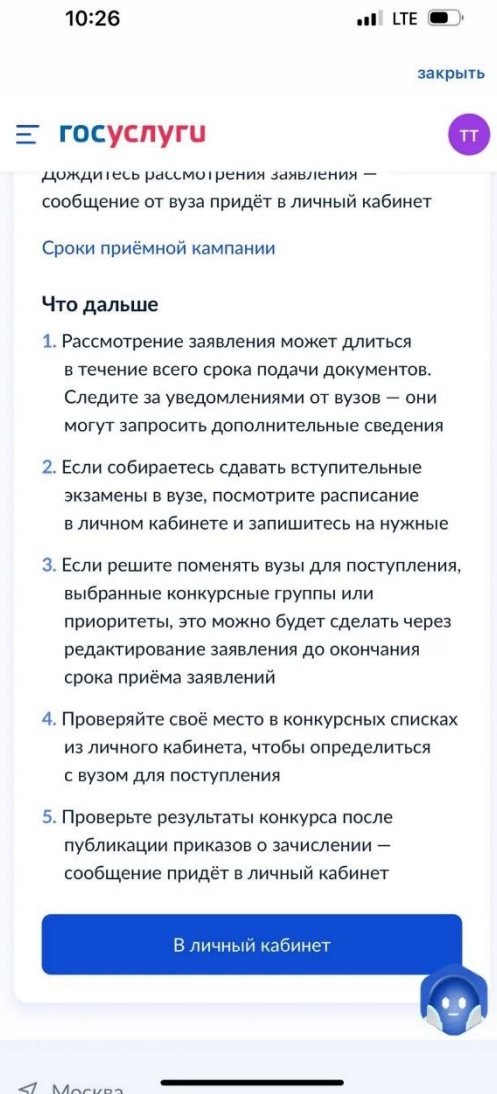 10:26
LTE
закрыть
госуслуги
ТТ
Дождитесь рассмотрения заявления —
сообщение от вуза придёт в личный кабинет
Сроки приёмной кампании
Что дальше
1. Рассмотрение заявления может длиться
в течение всего срока подачи документов.
Следите за уведомлениями от вузов — они
могут запросить дополнительные сведения
2. Если собираетесь сдавать вступительные
экзамены в вузе, посмотрите расписание
в личном кабинете и запишитесь на нужные
3. Если решите поменять вузы для поступления,
выбранные конкурсные группы или
приоритеты, это можно будет сделать через
редактирование заявления до окончания
срока приёма заявлений
4. Проверяйте своё место в конкурсных списках
из личного кабинета, чтобы определиться
с вузом для поступления
5. Проверьте результаты конкурса после
публикации приказов о зачислении —
сообщение придёт в личный кабинет
В личный кабинет
Москва